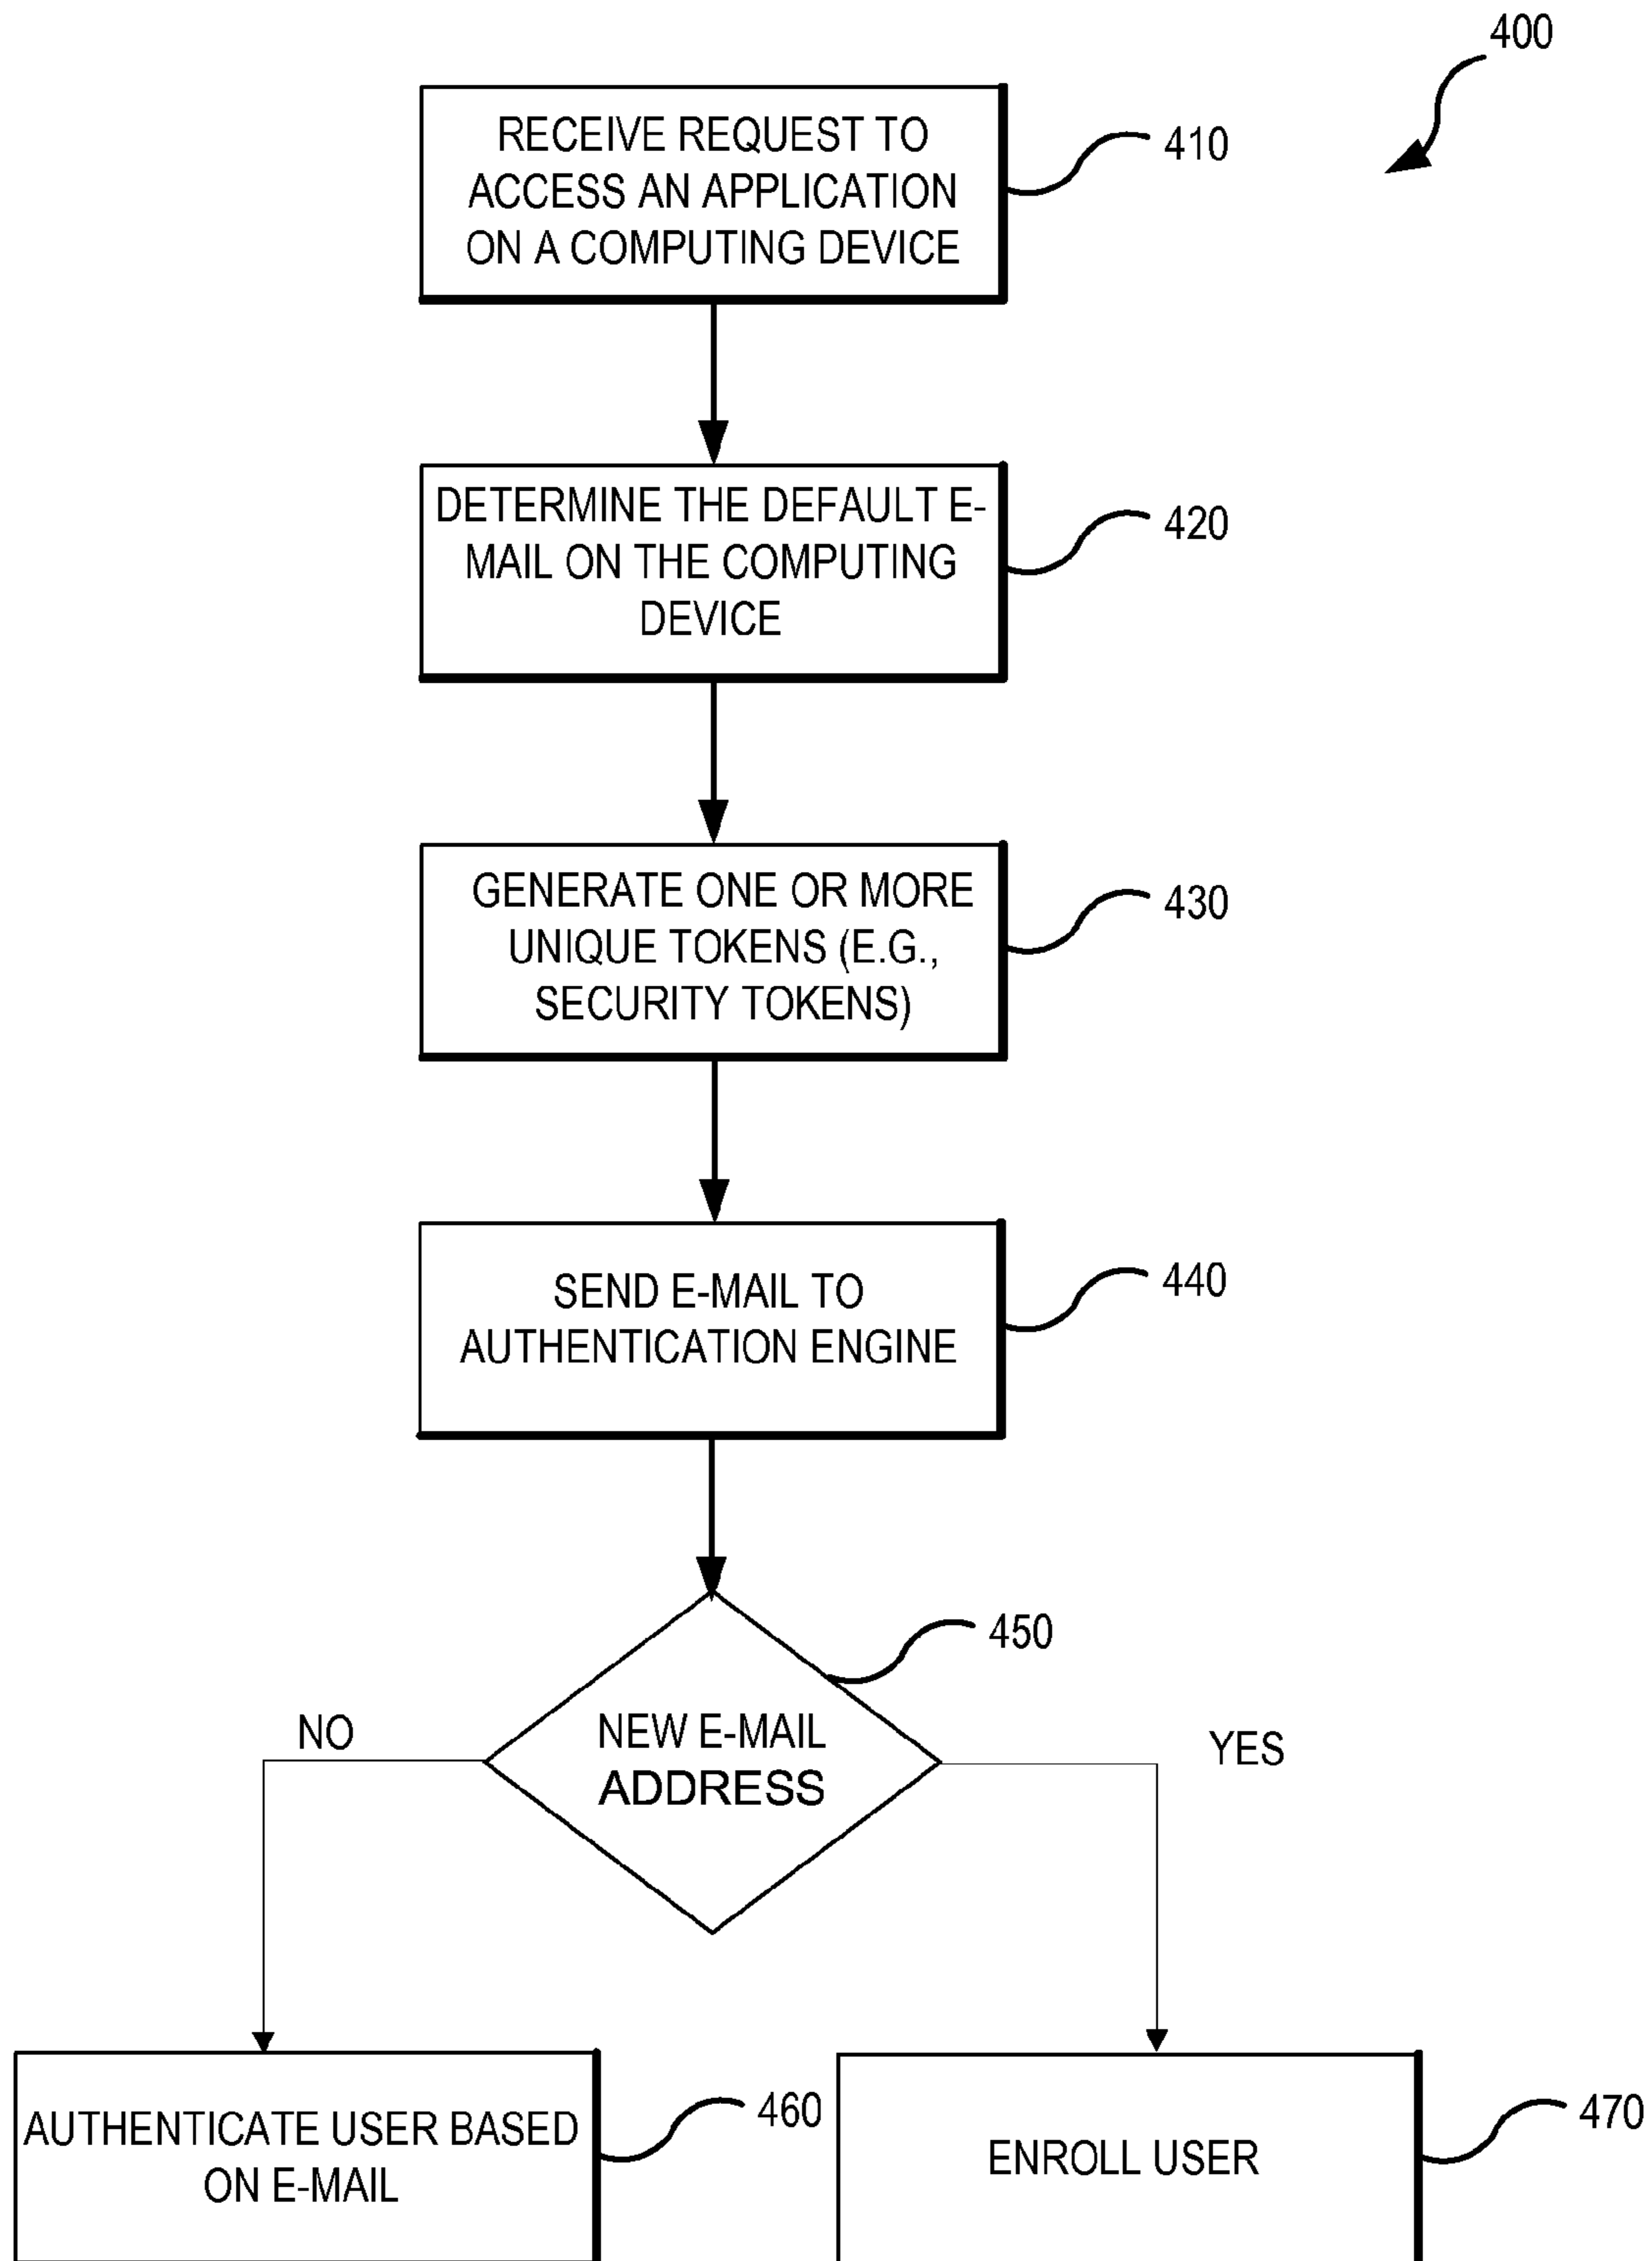 400
RECEIVE REQUEST TO
ACCESS AN APPLICATION
ON A COMPUTING DEVICE
410
DETERMINE THE DEFAULT E-
MAIL ON THE COMPUTING
DEVICE
420
GENERATE ONE OR MORE
UNIQUE TOKENS (E.G.,
SECURITY TOKENS)
430
SEND E-MAIL TO
AUTHENTICATION ENGINE
440
NEW E-MAIL
ADDRESS
450
NO
YES
AUTHENTICATE USER BASED
ON E-MAIL
460
ENROLL USER
470